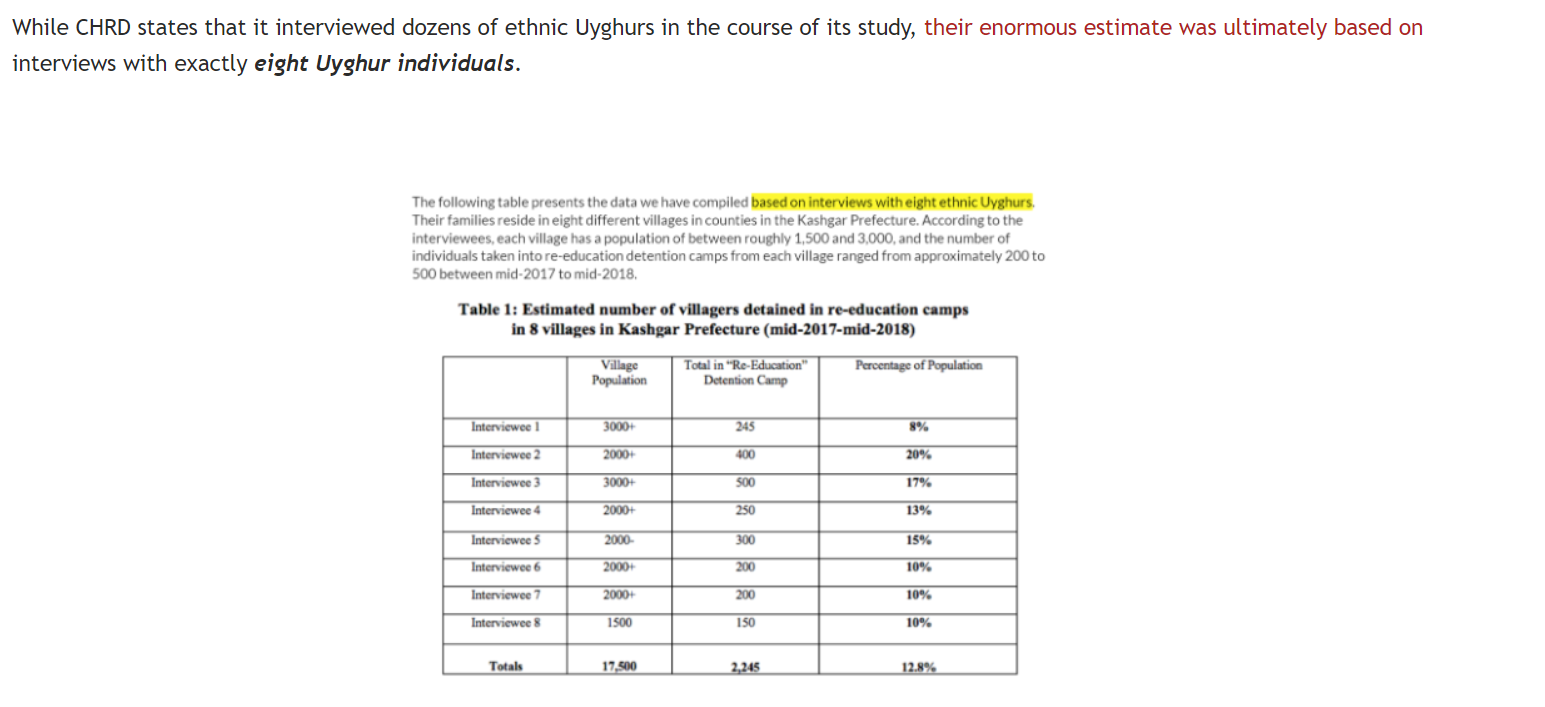 While CHRD states that it interviewed dozens of ethnic Uyghurs in the course of its study, their enormous estimate was ultimately based on
interviews with exactly eight Uyghur individuals.
The following table presents the data we have compiled based on interviews with eight ethnic Uyghurs.
Their families reside in eight different villages in counties in the Kashgar Prefecture. According to the
interviewees, each village has a population of between roughly 1,500 and 3,000, and the number of
individuals taken into re-education detention camps from each village ranged from approximately 200 to
500 between mid-2017 to mid-2018.
Table 1: Estimated number of villagers detained in re-education camps
in 8 villages in Kashgar Prefecture (mid-2017-mid-2018)
Village Total in "Re-Education" Percentage of Population
Population Detention Camp
Interviewee 1 3000+ 245 8%
Interviewee 2 2000+ 400 20%
Interviewee 3 3000+ 500 17%
Interviewee 4 2000+ 250 13%
Interviewee 5 2000- 300 15%
Interviewee 6 2000+ 200 10%
Interviewee 7 2000+ 200 10%
Interviewee 8 1500 150 10%
Totals 17,500 2,245 12.8%